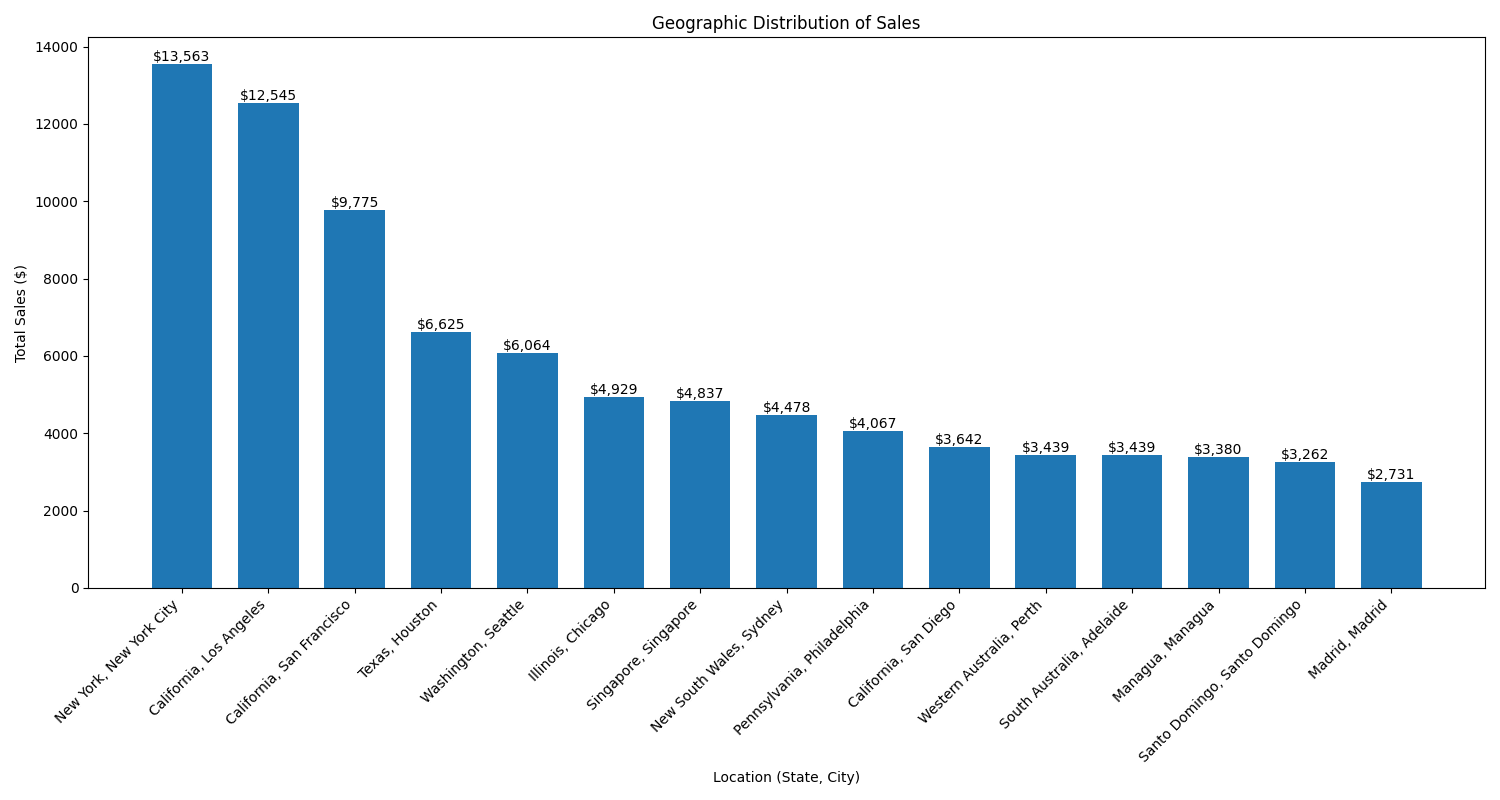 Geographic Distribution of Sales
Total Sales ($)
14000
12000
10000
8000
6000
4000
2000
0
$13,563
$12,545
$9,775
$6,625
$6,064
$4,929
$4,837
$4,478
$4,067
$3,642
$3,439
$3,439
$3,380
$3,262
$2,731
New York, New York City
California, Los Angeles
California, San Francisco
Texas, Houston
Washington, Seattle
Illinois, Chicago
Singapore, Singapore
New South Wales, Sydney
Pennsylvania, Philadelphia
California, San Diego
Western Australia, Perth
South Australia, Adelaide
Managua, Managua
Santo Domingo, Santo Domingo
Madrid, Madrid
Location (State, City)